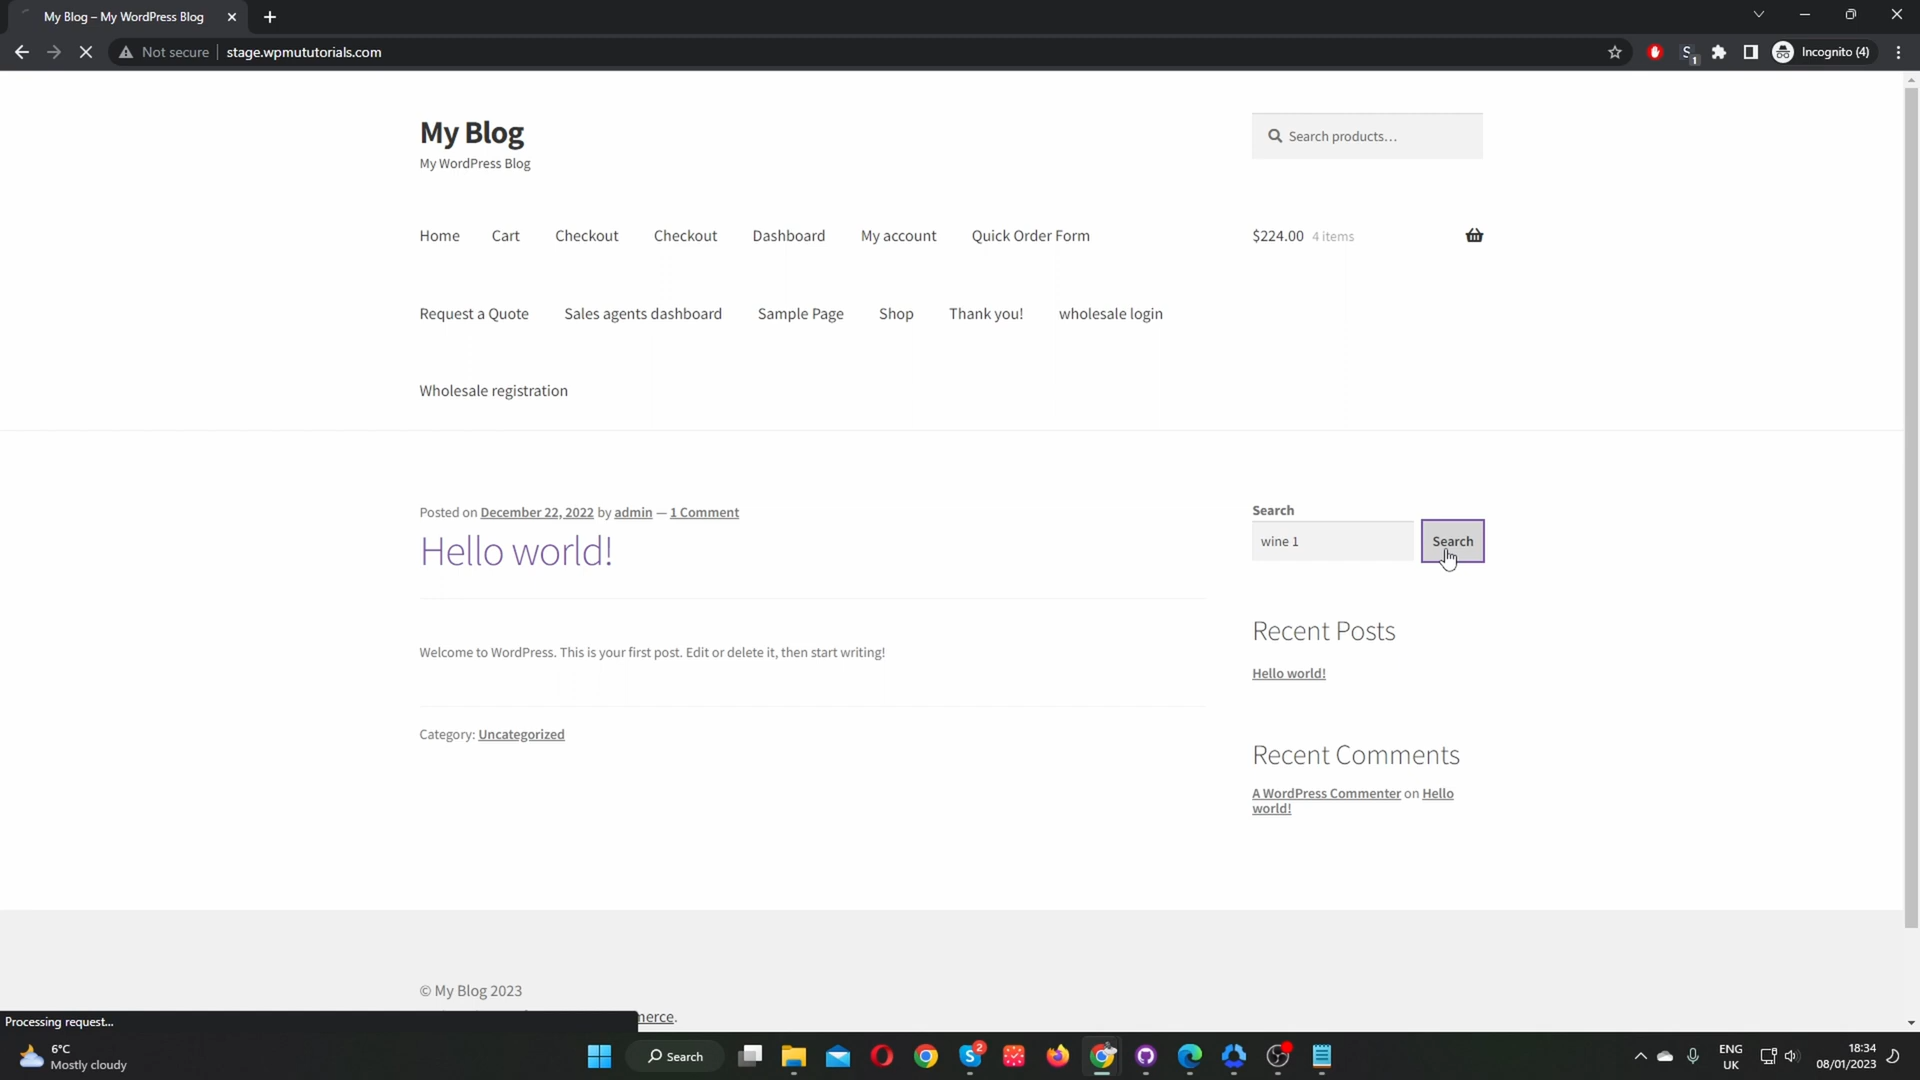 My Blog – My WordPress Blog
Not secure
stage.wpmututorials.com
Incognito (4)
My Blog
My WordPress Blog
Search products…
Home
Cart
Checkout
Checkout
Dashboard
My account
Quick Order Form
$224.00 4 items
Request a Quote
Sales agents dashboard
Sample Page
Shop
Thank you!
wholesale login
Wholesale registration
Posted on December 22, 2022 by admin — 1 Comment
Hello world!
Welcome to WordPress. This is your first post. Edit or delete it, then start writing!
Category: Uncategorized
Search
wine 1
Search
Recent Posts
Hello world!
Recent Comments
A WordPress Commenter on Hello
world!
© My Blog 2023
merce.
Processing request...
6°C
Mostly cloudy
Search
2
ENG
UK
18:34
08/01/2023